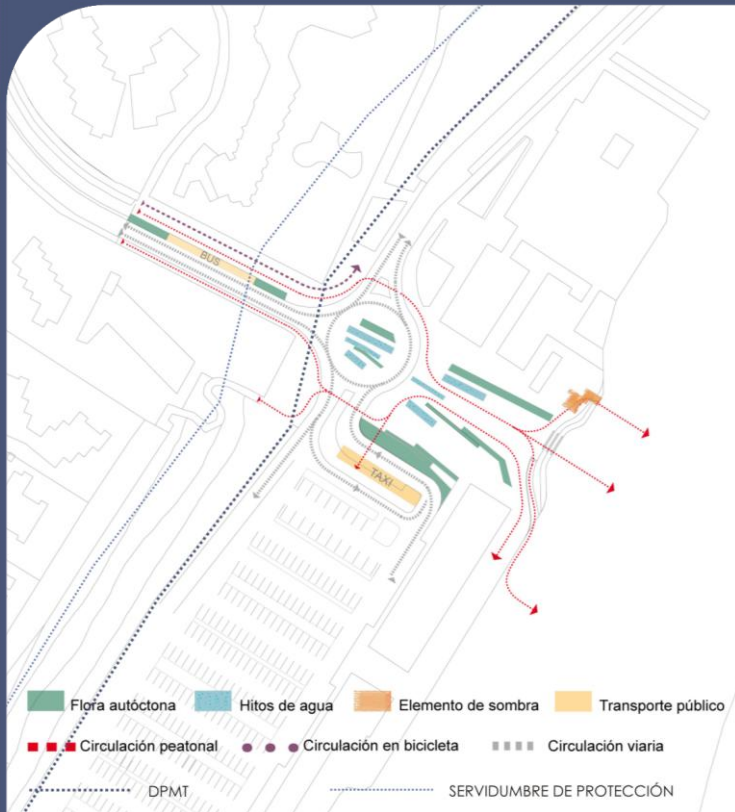 BUS
TAXI
Flora autóctona Hitos de agua Elemento de sombra Transporte público
Circulación peatonal Circulación en bicicleta Circulación viaria
DPMT SERVIDUMBRE DE PROTECCIÓN